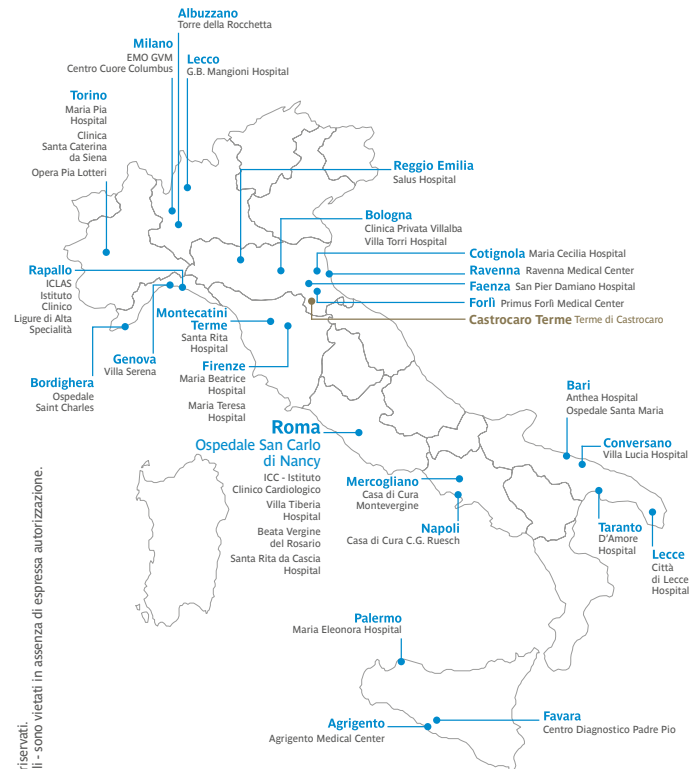 Albuzzano
Torre della Rocchetta
Milano
EMO GVM
Centro Cuore Columbus
Lecco
G.B. Mangioni Hospital
Torino
Maria Pia
Hospital
Clinica
Santa Caterina
da Siena
Opera Pia Lotteri
Reggio Emilia
Salus Hospital
Bologna
Clinica Privata Villalba
Villa Torri Hospital
Cotignola Maria Cecilia Hospital
Ravenna Ravenna Medical Center
Faenza San Pier Damiano Hospital
Forlì Primus Forlì Medical Center
Castrocaro Terme Terme di Castrocaro
Rapallo
ICLAS
Istituto
Clinico
Ligure di Alta
Specialità
Montecatini
Terme
Santa Rita
Hospital
Genova
Villa Serena
Firenze
Maria Beatrice
Hospital
Maria Teresa
Hospital
Bordighera
Ospedale
Saint Charles
Roma
Ospedale San Carlo
di Nancy
ICC - Istituto
Clinico Cardiologico
Villa Tiberia
Hospital
Beata Vergine
del Rosario
Santa Rita da Cascia
Hospital
Bari
Anthea Hospital
Ospedale Santa Maria
Conversano
Villa Lucia Hospital
Mercogliano
Casa di Cura
Montevergine
Napoli
Casa di Cura C.G. Ruesch
Taranto
D'Amore
Hospital
Lecce
Città
di Lecce
Hospital
Palermo
Maria Eleonora Hospital
Agrigento
Agrigento Medical Center
Favara
Centro Diagnostico Padre Pio
riservati.
li - sono vietati in assenza di espressa autorizzazione.